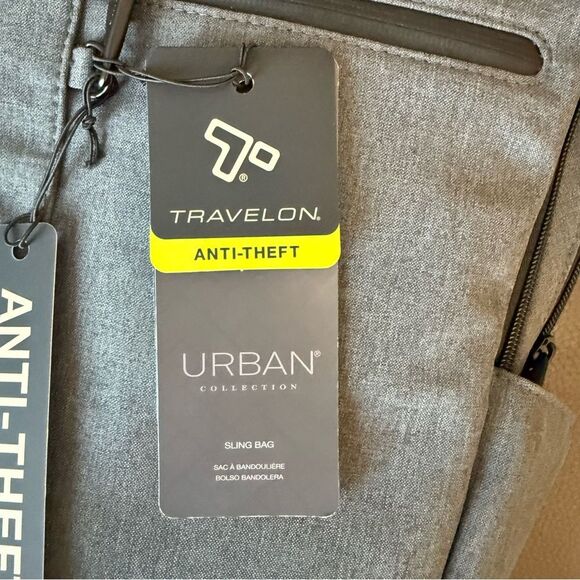 TRAVELON®
ANTI-THEFT
URBAN®
COLLECTION
SLING BAG
SAC À BANDOULIÈRE
BOLSO BANDOLERA
ANTI-THEFT